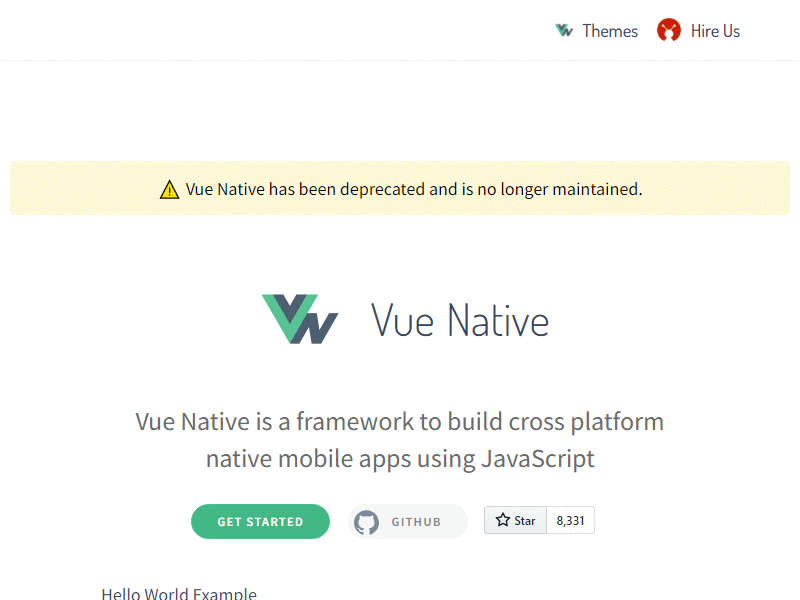 Themes Hire Us
Vue Native has been deprecated and is no longer maintained.
Vue Native
Vue Native is a framework to build cross platform
native mobile apps using JavaScript
GET STARTED GITHUB Star 8,331
Hello World Example